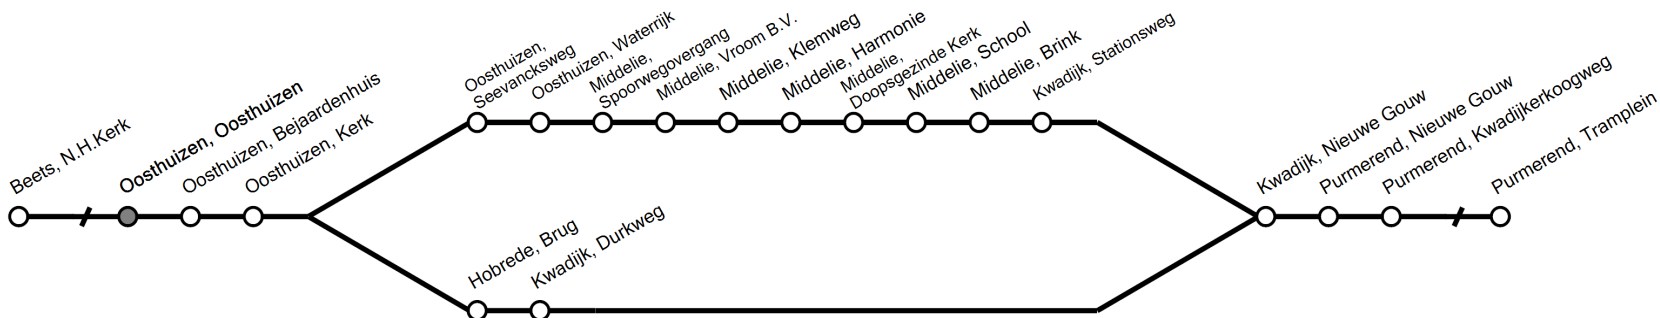 Beets, N.H.Kerk
Oosthuizen, Oosthuizen
Oosthuizen, Bejaardenhuis
Oosthuizen, Kerk
Oosthuizen,
Seevancksweg
Oosthuizen, Waterrijk
Middelie,
Spoorwegovergang
Middelie, Vroom B.V.
Middelie, Klemweg
Middelie, Harmonie
Middelie,
Doopsgezinde Kerk
Middelie, School
Middelie, Brink
Kwadijk, Stationsweg
Hobrede, Brug
Kwadijk, Durkweg
Kwadijk, Nieuwe Gouw
Purmerend, Nieuwe Gouw
Purmerend, Kwadijkerkoogweg
Purmerend, Tramplein